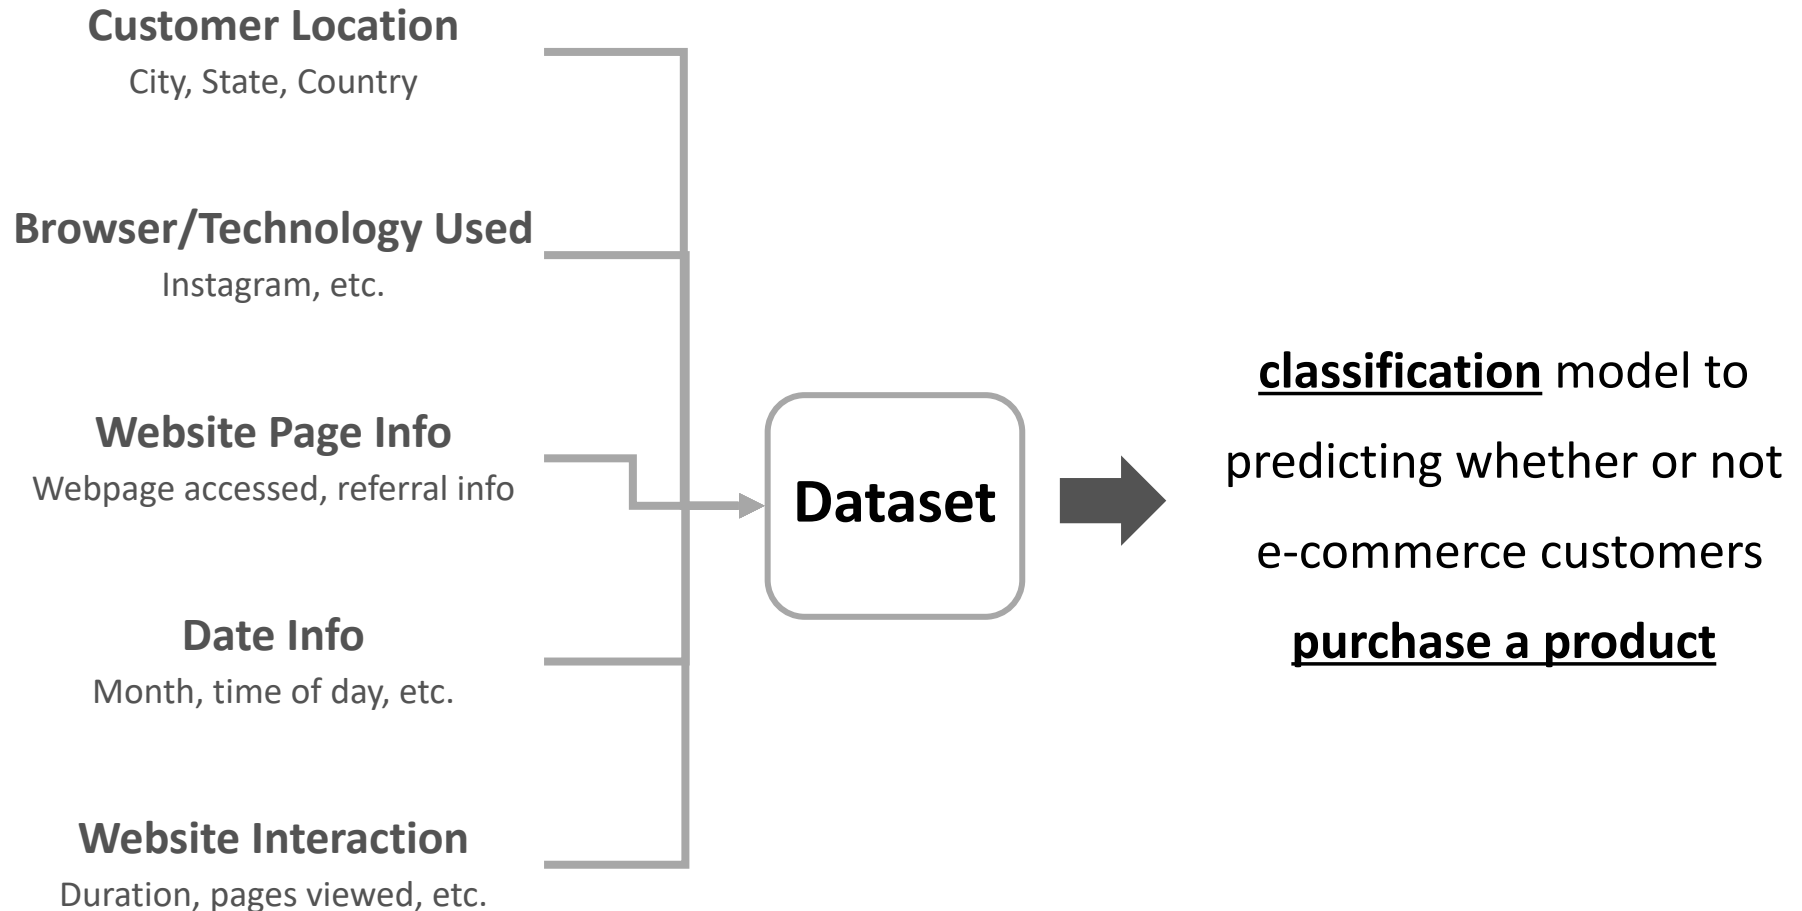 Customer Location
City, State, Country
Browser/Technology Used
Instagram, etc.
Website Page Info
Webpage accessed, referral info
Date Info
Month, time of day, etc.
Website Interaction
Duration, pages viewed, etc.
Dataset
classification model to
predicting whether or not
e-commerce customers
purchase a product